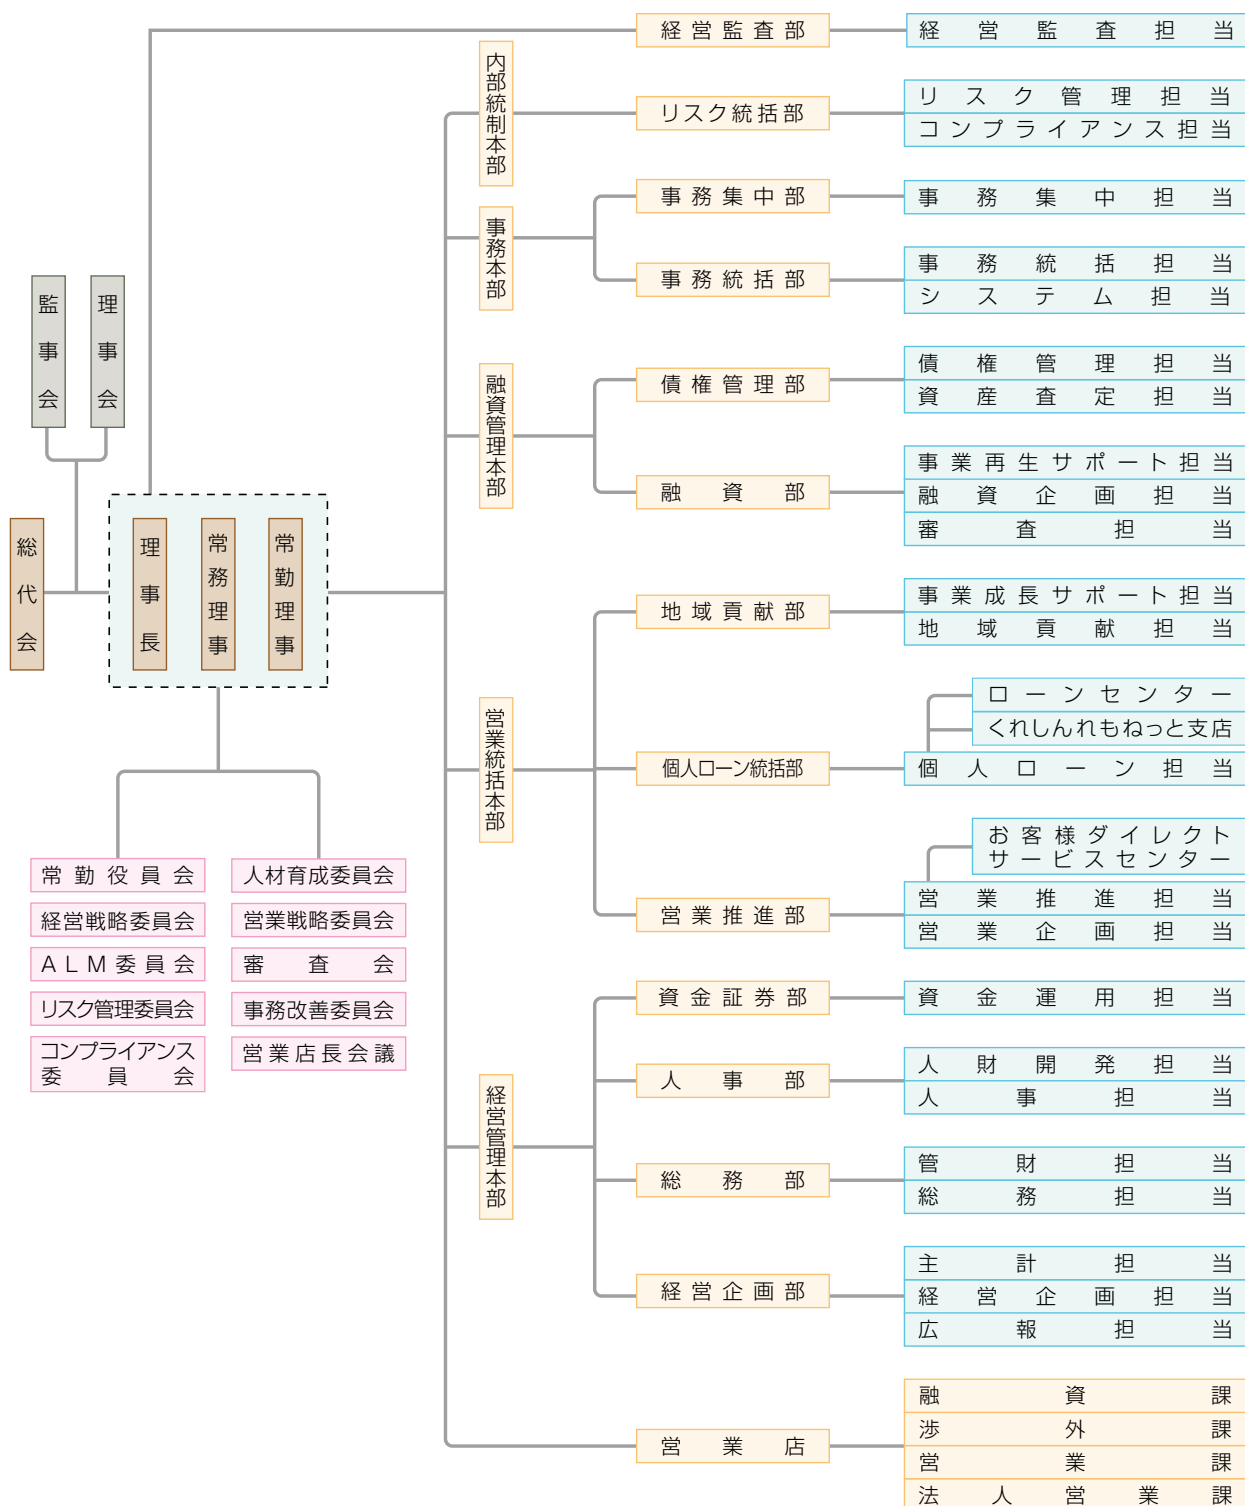 総代会
監事会
理事会
理事長
常務理事
常勤理事
常勤役員会
経営戦略委員会
ALM委員会
リスク管理委員会
コンプライアンス
委員会
人材育成委員会
営業戦略委員会
審査会
事務改善委員会
営業店長会議
経営監査部
経営監査担当
内部統制本部
リスク統括部
リスク管理担当
コンプライアンス担当
事務本部
事務集中部
事務集中担当
事務統括部
事務統括担当
システム担当
融資管理本部
債権管理部
債権管理担当
資産査定担当
融資部
事業再生サポート担当
融資企画担当
審査担当
営業統括本部
地域貢献部
事業成長サポート担当
地域貢献担当
個人ローン統括部
ローンセンター
くれしんれもねっと支店
個人ローン担当
営業推進部
お客様ダイレクト
サービスセンター
営業推進担当
営業企画担当
経営管理本部
資金証券部
資金運用担当
人事部
人財開発担当
人事担当
総務部
管財担当
総務担当
経営企画部
主計担当
経営企画担当
広報担当
営業店
融資課
渉外課
営業課
法人営業課